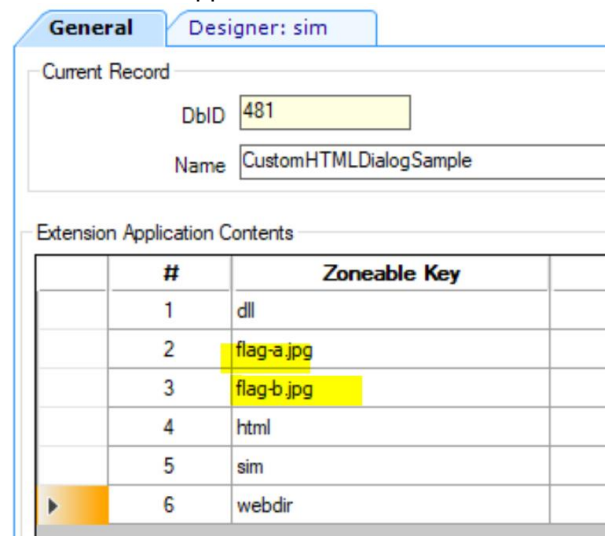 General Designer: sim
Current Record
DbID 481
Name CustomHTMLDialogSample
Extension Application Contents
# Zoneable Key
1 dll
2 flag-a.jpg
3 flag-b.jpg
4 html
5 sim
6 webdir